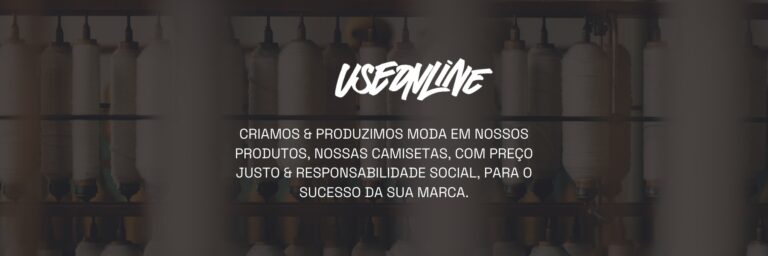 USEONLINE
CRIAMOS & PRODUZIMOS MODA EM NOSSOS
PRODUTOS, NOSSAS CAMISETAS, COM PREÇO
JUSTO & RESPONSABILIDADE SOCIAL, PARA O
SUCESSO DA SUA MARCA.